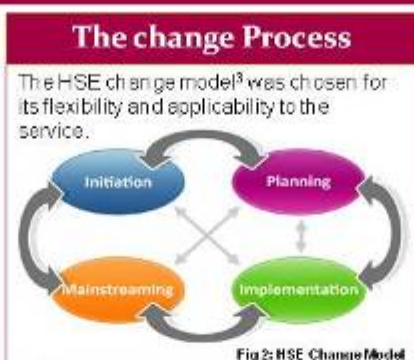 The change Process
The HSE change model³ was chosen for
its flexibility and applicability to the
service.
Initiation
Planning
Mainstreaming
Implementation
Fig 2: HSE Change Model